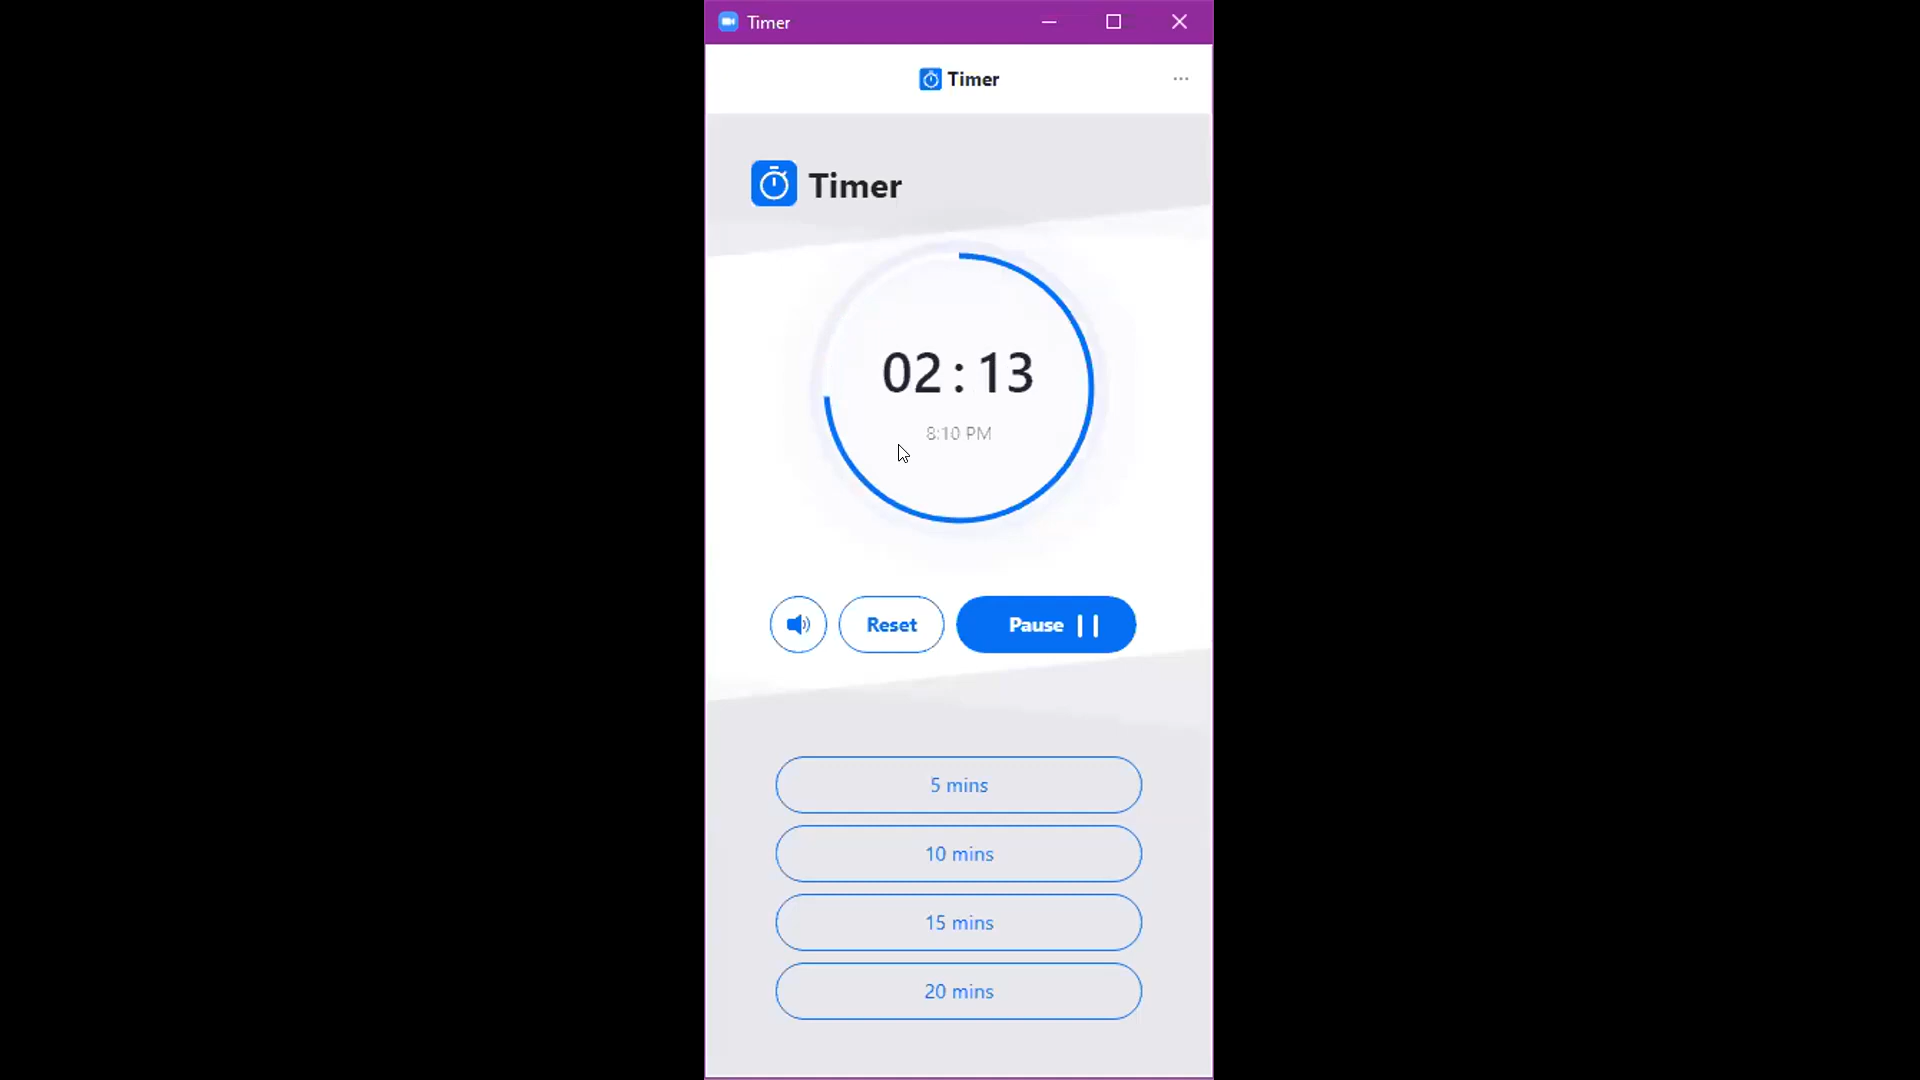 Timer
Timer
...
Timer
02:13
8:10 PM
Reset
Pause
5 mins
10 mins
15 mins
20 mins